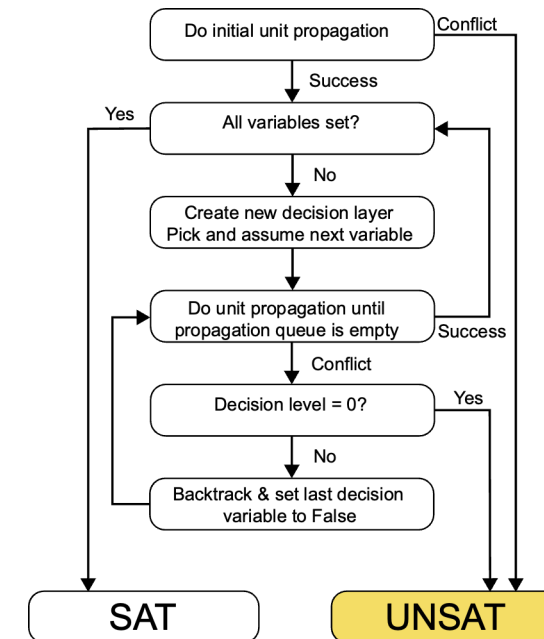 Do initial unit propagation
Conflict
Success
Yes
All variables set?
No
Create new decision layer
Pick and assume next variable
Do unit propagation until
propagation queue is empty
Success
Conflict
Decision level = 0?
Yes
No
Backtrack & set last decision
variable to False
SAT
UNSAT